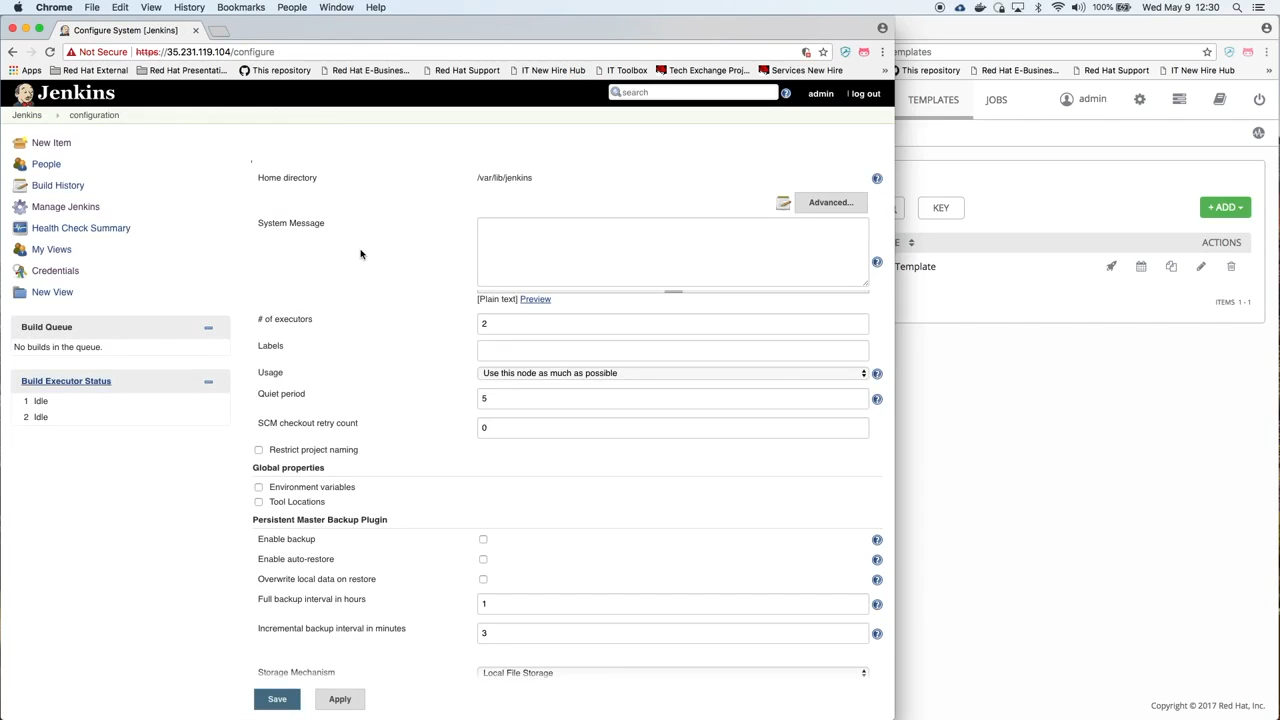 Chrome File Edit View History Bookmarks People Window Help 100% Wed May 9 12:30
Configure System [Jenkins]
Not Secure https://35.231.119.104/configure
emplates
Apps Red Hat External Red Hat Presentati... This repository Red Hat E-Business... Red Hat Support IT New Hire Hub IT Toolbox Tech Exchange Proj... Services New Hire »
This repository Red Hat E-Business... Red Hat Support IT New Hire Hub »
Jenkins search admin | log out
TEMPLATES JOBS admin
Jenkins configuration
New Item
People
Build History
Manage Jenkins
Health Check Summary
My Views
Credentials
New View
Build Queue
No builds in the queue.
Build Executor Status
1 Idle
2 Idle
Home directory /var/lib/jenkins
Advanced...
System Message
[Plain text] Preview
# of executors 2
Labels
Usage Use this node as much as possible
Quiet period 5
SCM checkout retry count 0
Restrict project naming
Global properties
Environment variables
Tool Locations
Persistent Master Backup Plugin
Enable backup
Enable auto-restore
Overwrite local data on restore
Full backup interval in hours 1
Incremental backup interval in minutes 3
Storage Mechanism Local File Storage
Save Apply
KEY + ADD
E ACTIONS
Template
ITEMS 1 - 1
Copyright © 2017 Red Hat, Inc.